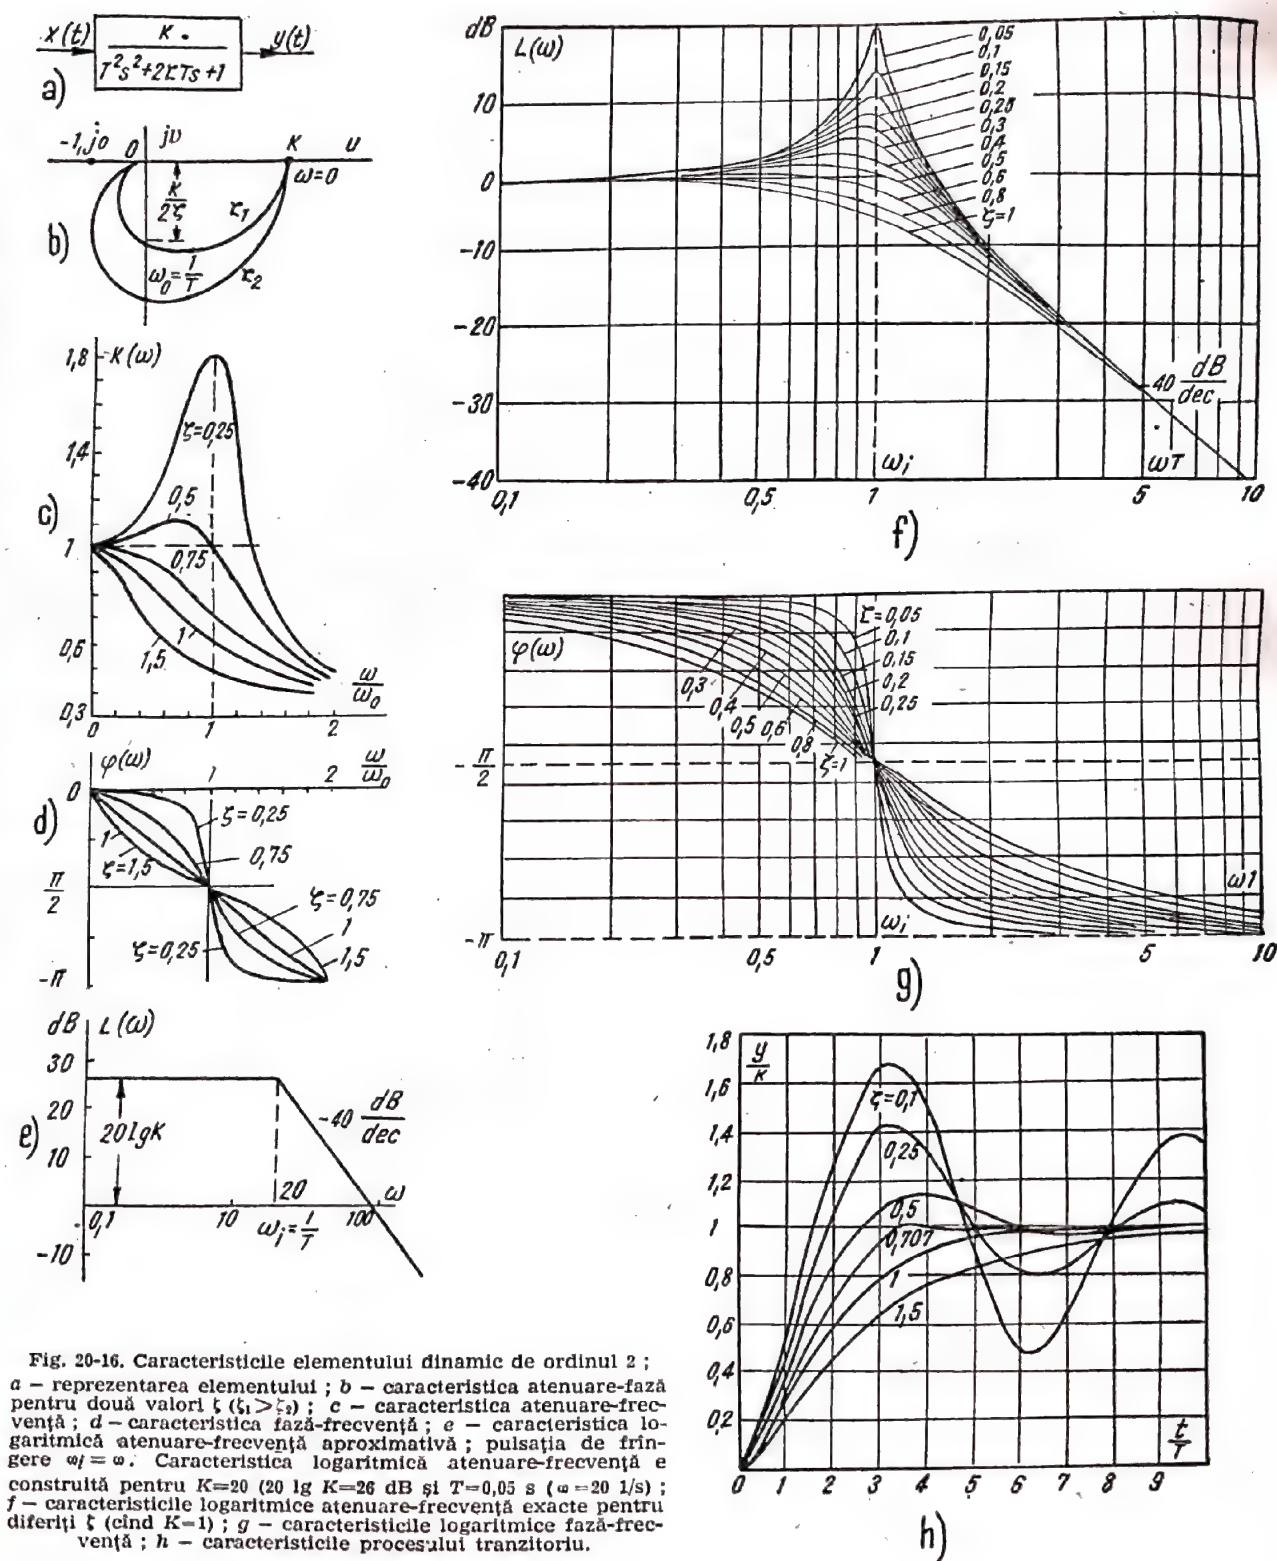 x(t)
K
T²s²+2ζTs+1
y(t)
a)
-1,j0
0
jv
K
u
ω=0
K
2ζ
ζ₁
ω₀=1/T
ζ₂
b)
1,8
K(ω)
ζ=0,25
1,4
0,5
c)
1
0,75
1
1,5
0,6
0,3
0
1
2
ω
ω₀
φ(ω)
1
2
ω
ω₀
0
d)
ζ=0,25
1
0,75
ζ=1,5
π
2
ζ=0,75
1
1,5
ζ=0,25
-π
dB
L(ω)
30
20
10
-10
e)
20lgK
-40 dB
dec
20
0,1
10
100
ω
ωᵢ=1/T
dB
L(ω)
10
0
-10
-20
-30
-40
0,05
0,1
0,15
0,2
0,25
0,3
0,4
0,5
0,6
0,8
ζ=1
-40 dB
dec
ωᵢ
ωT
0,1
0,5
1
5
10
f)
φ(ω)
ζ=0,05
0,1
0,15
0,2
0,25
0,3
0,4
0,5
0,6
0,8
ζ=1
- π
2
-π
ωᵢ
ω1
0,1
0,5
1
5
10
g)
1,8
1,6
1,4
1,2
1
0,8
0,6
0,4
0,2
0
y
K
ζ=0,1
0,25
0,5
0,707
1
1,5
t
T
1 2 3 4 5 6 7 8 9
h)
Fig. 20-16. Caracteristicile elementului dinamic de ordinul 2 ;
a — reprezentarea elementului ; b — caracteristica atenuare-fază
pentru două valori ζ (ζ₁>ζ₂) ; c — caracteristica atenuare-frec-
vență ; d — caracteristica fază-frecvență ; e — caracteristica lo-
garitmică atenuare-frecvență aproximativă ; pulsația de frîn-
gere ωᵢ = ω. Caracteristica logaritmică atenuare-frecvență e
construită pentru K=20 (20 lg K=26 dB și T=0,05 s (ω=20 1/s) ;
f — caracteristicile logaritmice atenuare-frecvență exacte pentru
diferiți ζ (cînd K=1) ; g — caracteristicile logaritmice fază-frec-
vență ; h — caracteristicile procesului tranzitoriu.